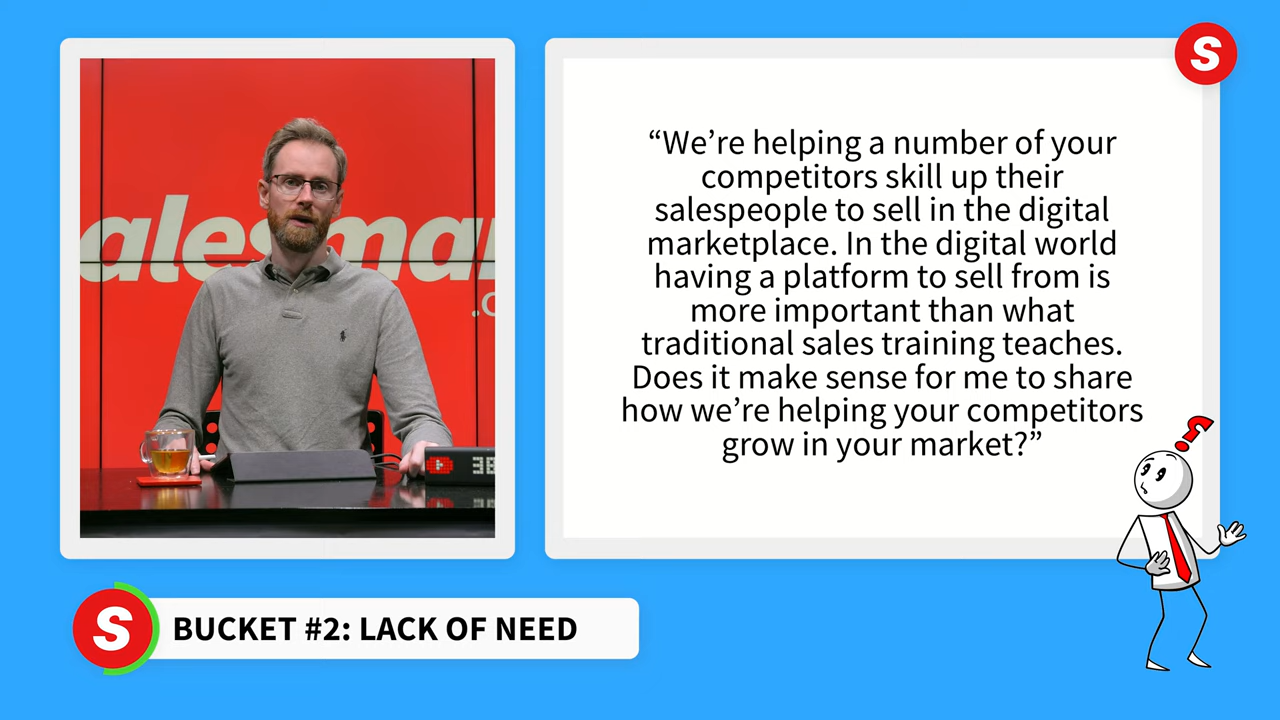 S
“We’re helping a number of your
competitors skill up their
salespeople to sell in the digital
marketplace. In the digital world
having a platform to sell from is
more important than what
traditional sales training teaches.
Does it make sense for me to share
how we’re helping your competitors
grow in your market?”
alesma
.c
38
S
BUCKET #2: LACK OF NEED